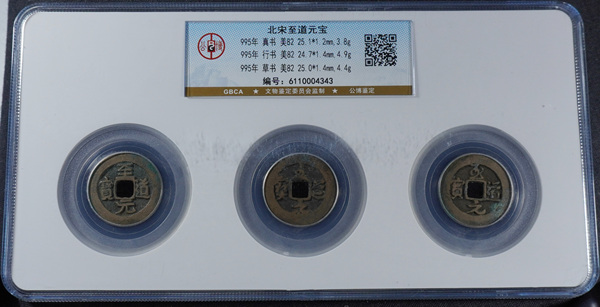 北宋至道元宝
995年 真书 美82 25.1*1.2mm,3.8g
995年 行书 美82 24.7*1.4mm,4.9g
995年 草书 美82 25.0*1.4mm,4.4g
编号：6110004343
GBCA ★ 文物鉴定委员会监制 ★ 公博鉴定
至道元寳